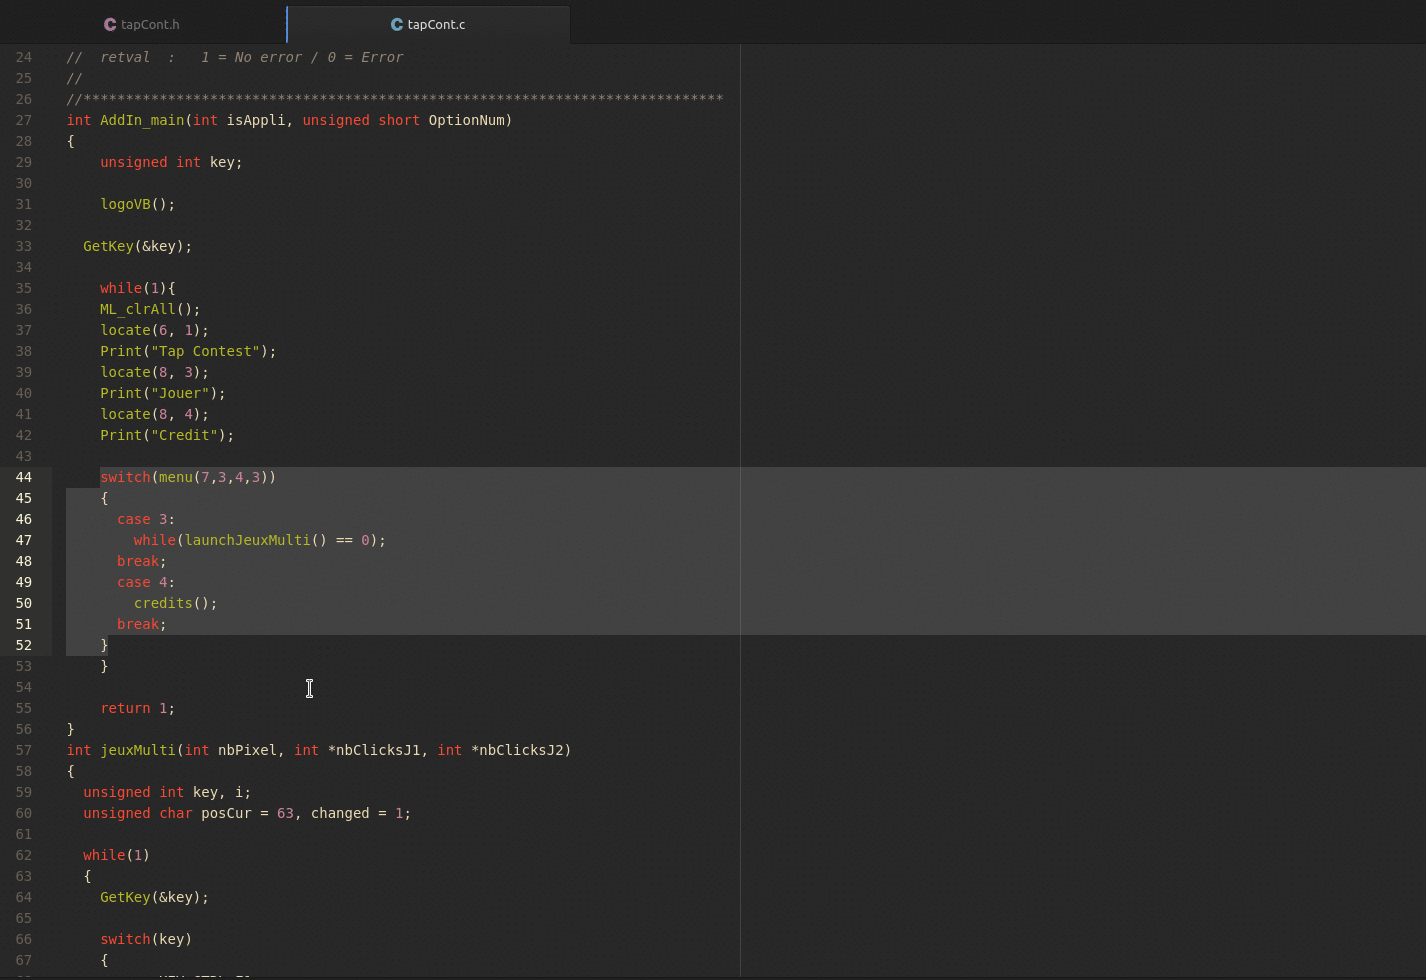 tapCont.h
tapCont.c
24 //  retval  :   1 = No error / 0 = Error
25 //
26 //****************************************************************************
27 int AddIn_main(int isAppli, unsigned short OptionNum)
28 {
29     unsigned int key;
30
31     logoVB();
32
33   GetKey(&key);
34
35     while(1){
36     ML_clrAll();
37     locate(6, 1);
38     Print("Tap Contest");
39     locate(8, 3);
40     Print("Jouer");
41     locate(8, 4);
42     Print("Credit");
43
44     switch(menu(7,3,4,3))
45     {
46       case 3:
47         while(launchJeuxMulti() == 0);
48       break;
49       case 4:
50         credits();
51       break;
52     }
53     }
54
55     return 1;
56 }
57 int jeuxMulti(int nbPixel, int *nbClicksJ1, int *nbClicksJ2)
58 {
59   unsigned int key, i;
60   unsigned char posCur = 63, changed = 1;
61
62   while(1)
63   {
64     GetKey(&key);
65
66     switch(key)
67     {